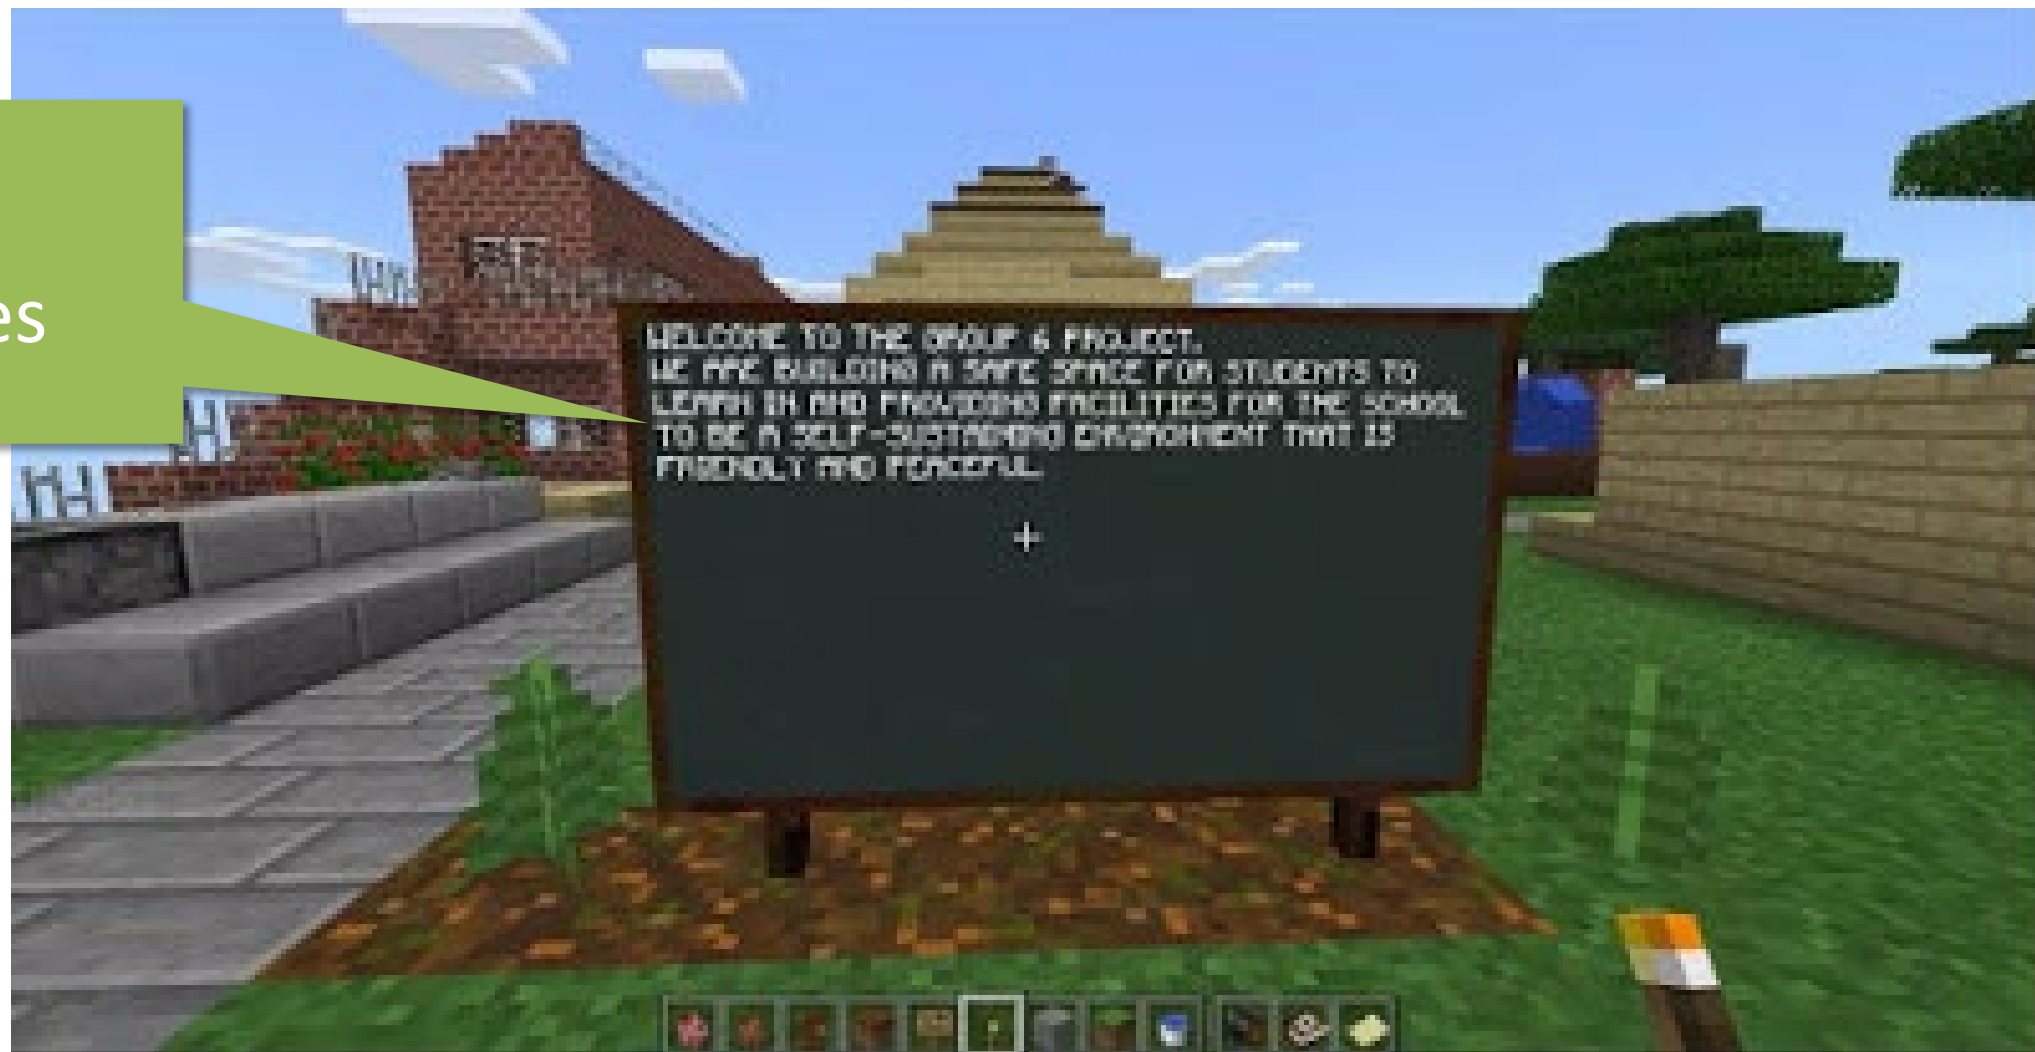 es
WELCOME TO THE GROUP 6 PROJECT.
WE ARE BUILDING A SAFE SPACE FOR STUDENTS TO
LEARN IN AND PROVIDING FACILITIES FOR THE SCHOOL
TO BE A SELF-SUSTAINING ENVIRONMENT THAT IS
FRIENDLY AND PEACEFUL.